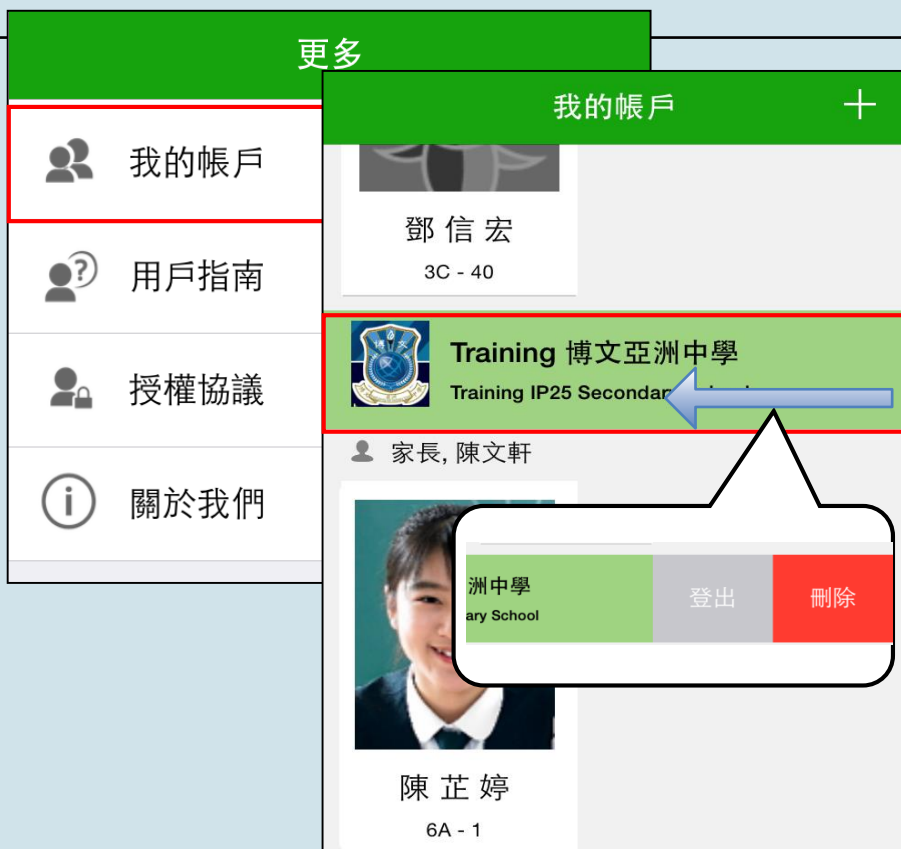 更多
我的帳戶
用戶指南
授權協議
關於我們
我的帳戶
鄧信宏
3C - 40
Training 博文亞洲中學
Training IP25 Secondar
家長, 陳文軒
洲中學
ary School
登出
刪除
陳芷婷
6A - 1